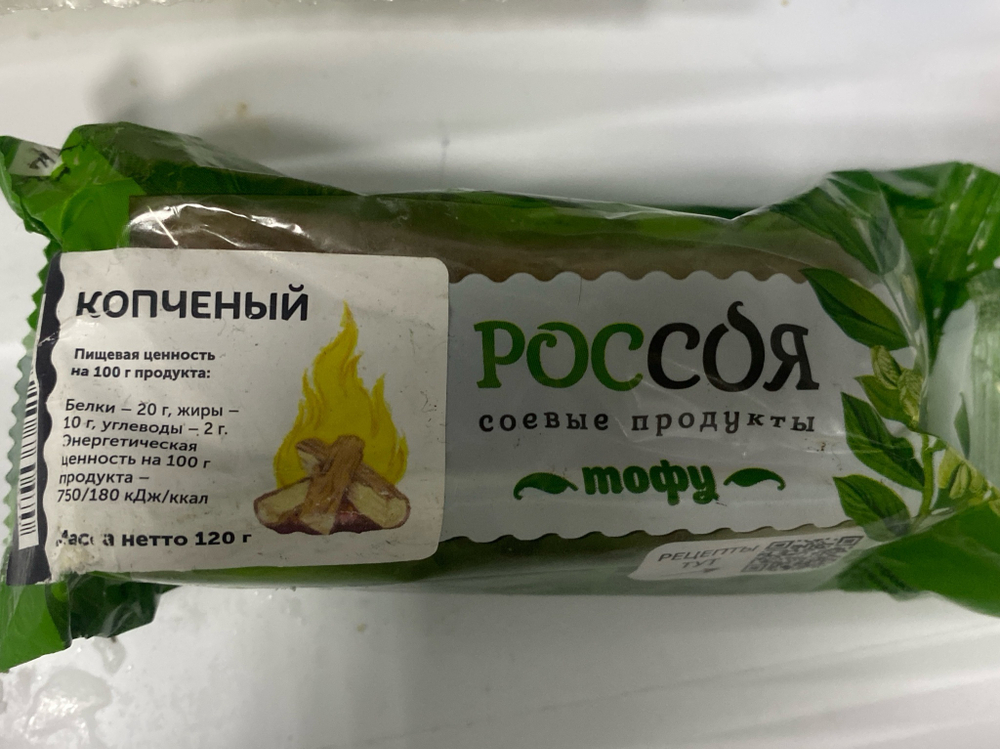 КОПЧЕНЫЙ
Пищевая ценность
на 100 г продукта:
Белки – 20 г, жиры –
10 г, углеводы – 2 г.
Энергетическая
ценность на 100 г
продукта –
750/180 кДж/ккал
Масса нетто 120 г
РОССОЯ
соевые продукты
тофу
РЕЦЕПТЫ
ТУТ